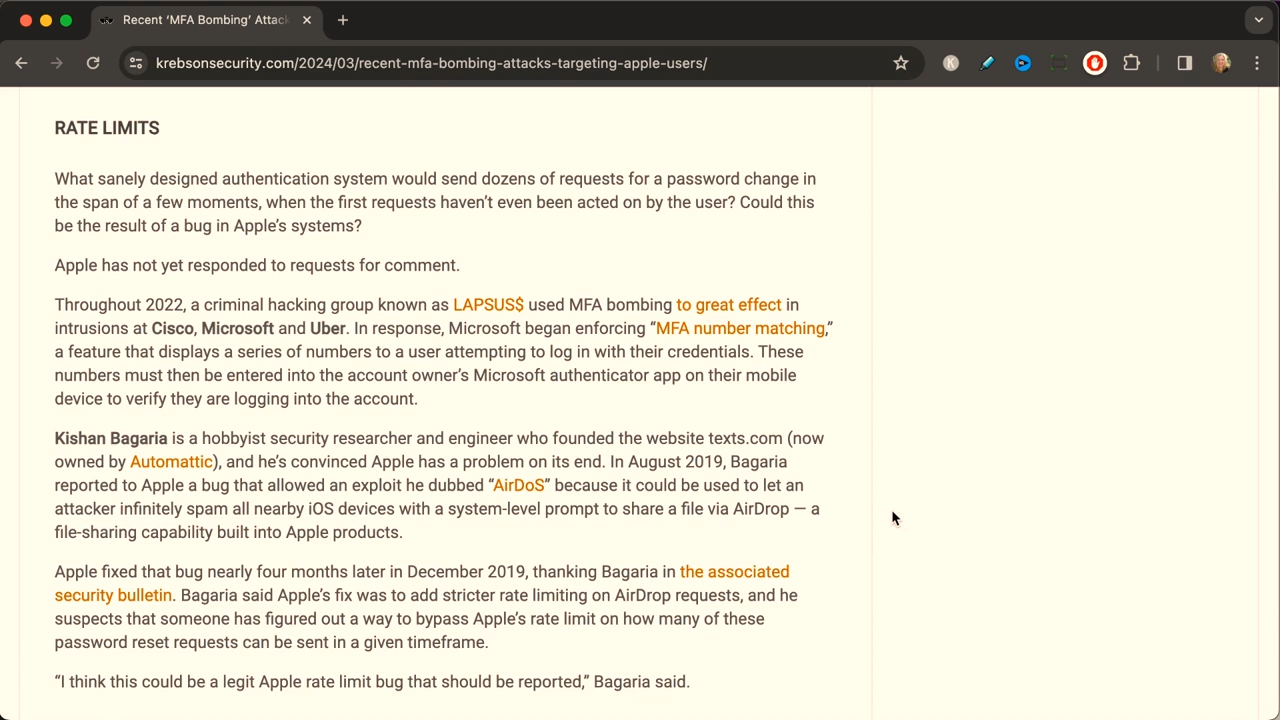 Recent ‘MFA Bombing’ Attack
krebsonsecurity.com/2024/03/recent-mfa-bombing-attacks-targeting-apple-users/
K
RATE LIMITS
What sanely designed authentication system would send dozens of requests for a password change in
the span of a few moments, when the first requests haven’t even been acted on by the user? Could this
be the result of a bug in Apple’s systems?
Apple has not yet responded to requests for comment.
Throughout 2022, a criminal hacking group known as LAPSUS$ used MFA bombing to great effect in
intrusions at Cisco, Microsoft and Uber. In response, Microsoft began enforcing “MFA number matching,”
a feature that displays a series of numbers to a user attempting to log in with their credentials. These
numbers must then be entered into the account owner’s Microsoft authenticator app on their mobile
device to verify they are logging into the account.
Kishan Bagaria is a hobbyist security researcher and engineer who founded the website texts.com (now
owned by Automattic), and he’s convinced Apple has a problem on its end. In August 2019, Bagaria
reported to Apple a bug that allowed an exploit he dubbed “AirDoS” because it could be used to let an
attacker infinitely spam all nearby iOS devices with a system-level prompt to share a file via AirDrop — a
file-sharing capability built into Apple products.
Apple fixed that bug nearly four months later in December 2019, thanking Bagaria in the associated
security bulletin. Bagaria said Apple’s fix was to add stricter rate limiting on AirDrop requests, and he
suspects that someone has figured out a way to bypass Apple’s rate limit on how many of these
password reset requests can be sent in a given timeframe.
“I think this could be a legit Apple rate limit bug that should be reported,” Bagaria said.